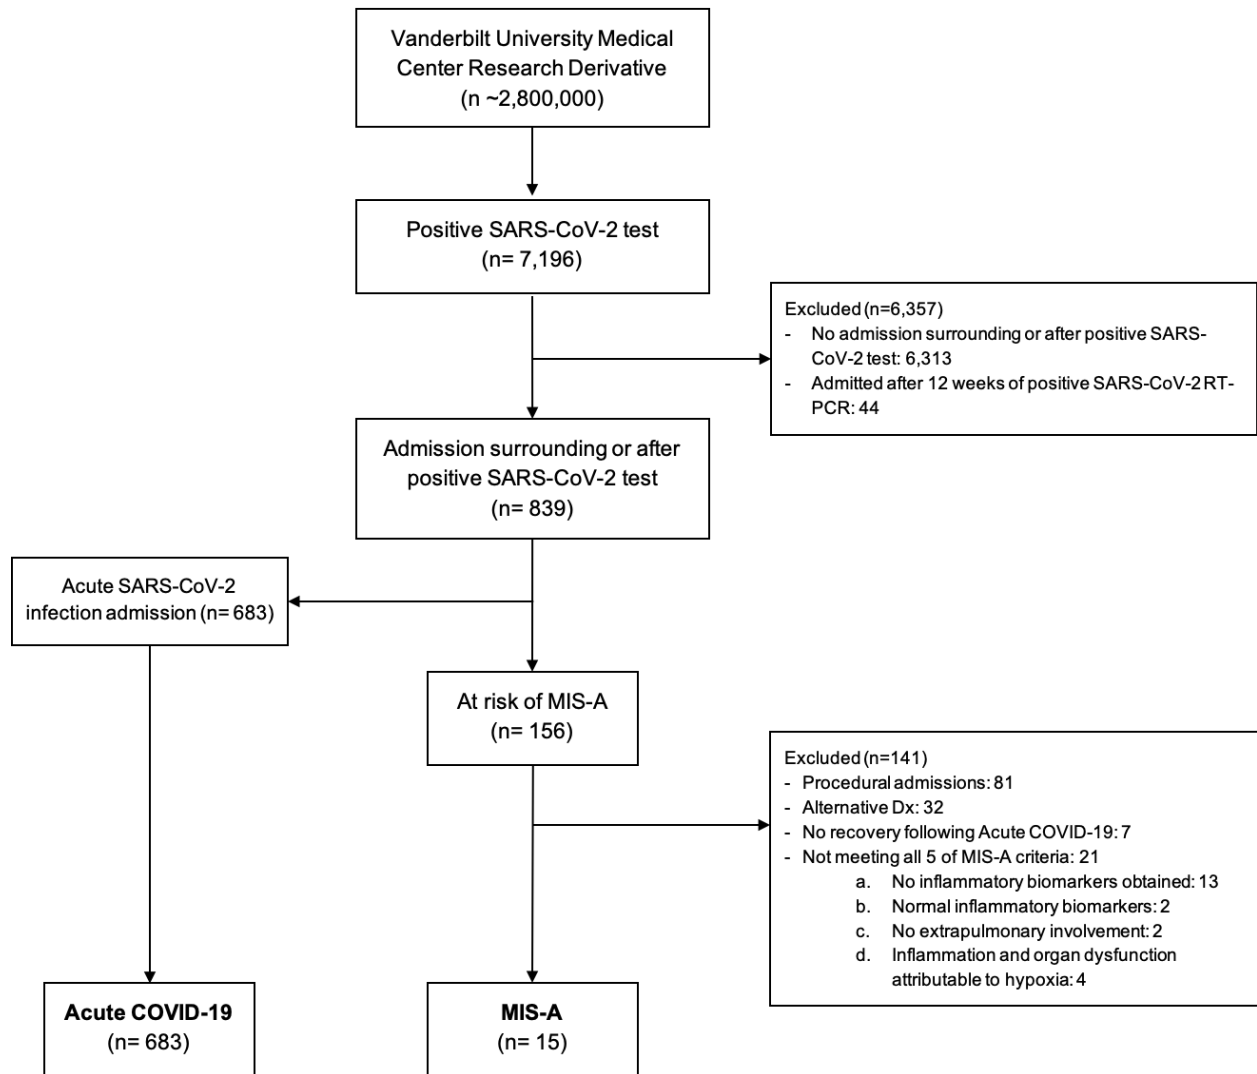 Vanderbilt University Medical
Center Research Derivative
(n ~2,800,000)
Positive SARS-CoV-2 test
(n= 7,196)
Excluded (n=6,357)
- No admission surrounding or after positive SARS-
CoV-2 test: 6,313
- Admitted after 12 weeks of positive SARS-CoV-2 RT-
PCR: 44
Admission surrounding or after
positive SARS-CoV-2 test
(n= 839)
Acute SARS-CoV-2
infection admission (n= 683)
At risk of MIS-A
(n= 156)
Excluded (n=141)
- Procedural admissions: 81
- Alternative Dx: 32
- No recovery following Acute COVID-19: 7
- Not meeting all 5 of MIS-A criteria: 21
a. No inflammatory biomarkers obtained: 13
b. Normal inflammatory biomarkers: 2
c. No extrapulmonary involvement: 2
d. Inflammation and organ dysfunction
attributable to hypoxia: 4
Acute COVID-19
(n= 683)
MIS-A
(n= 15)